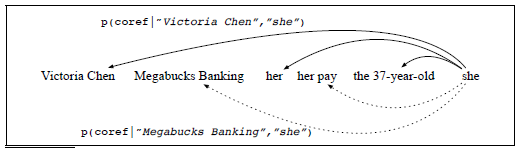 p(coref|"Victoria Chen","she")
Victoria Chen Megabucks Banking her her pay the 37-year-old she
p(coref|"Megabucks Banking","she")